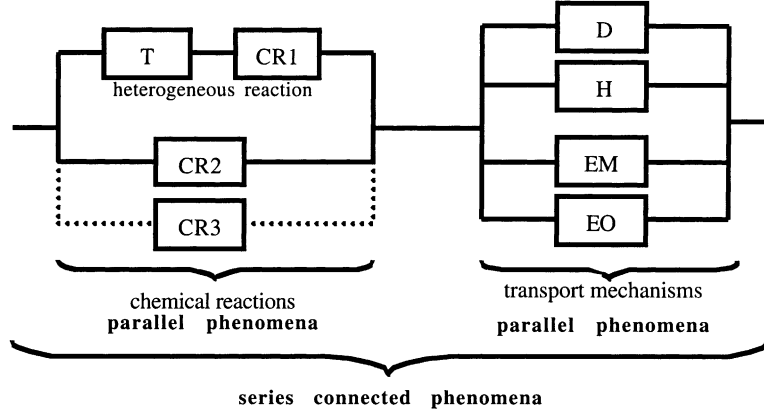 T
CR1
heterogeneous reaction
CR2
CR3
chemical reactions
parallel phenomena
D
H
EM
EO
transport mechanisms
parallel phenomena
series connected phenomena